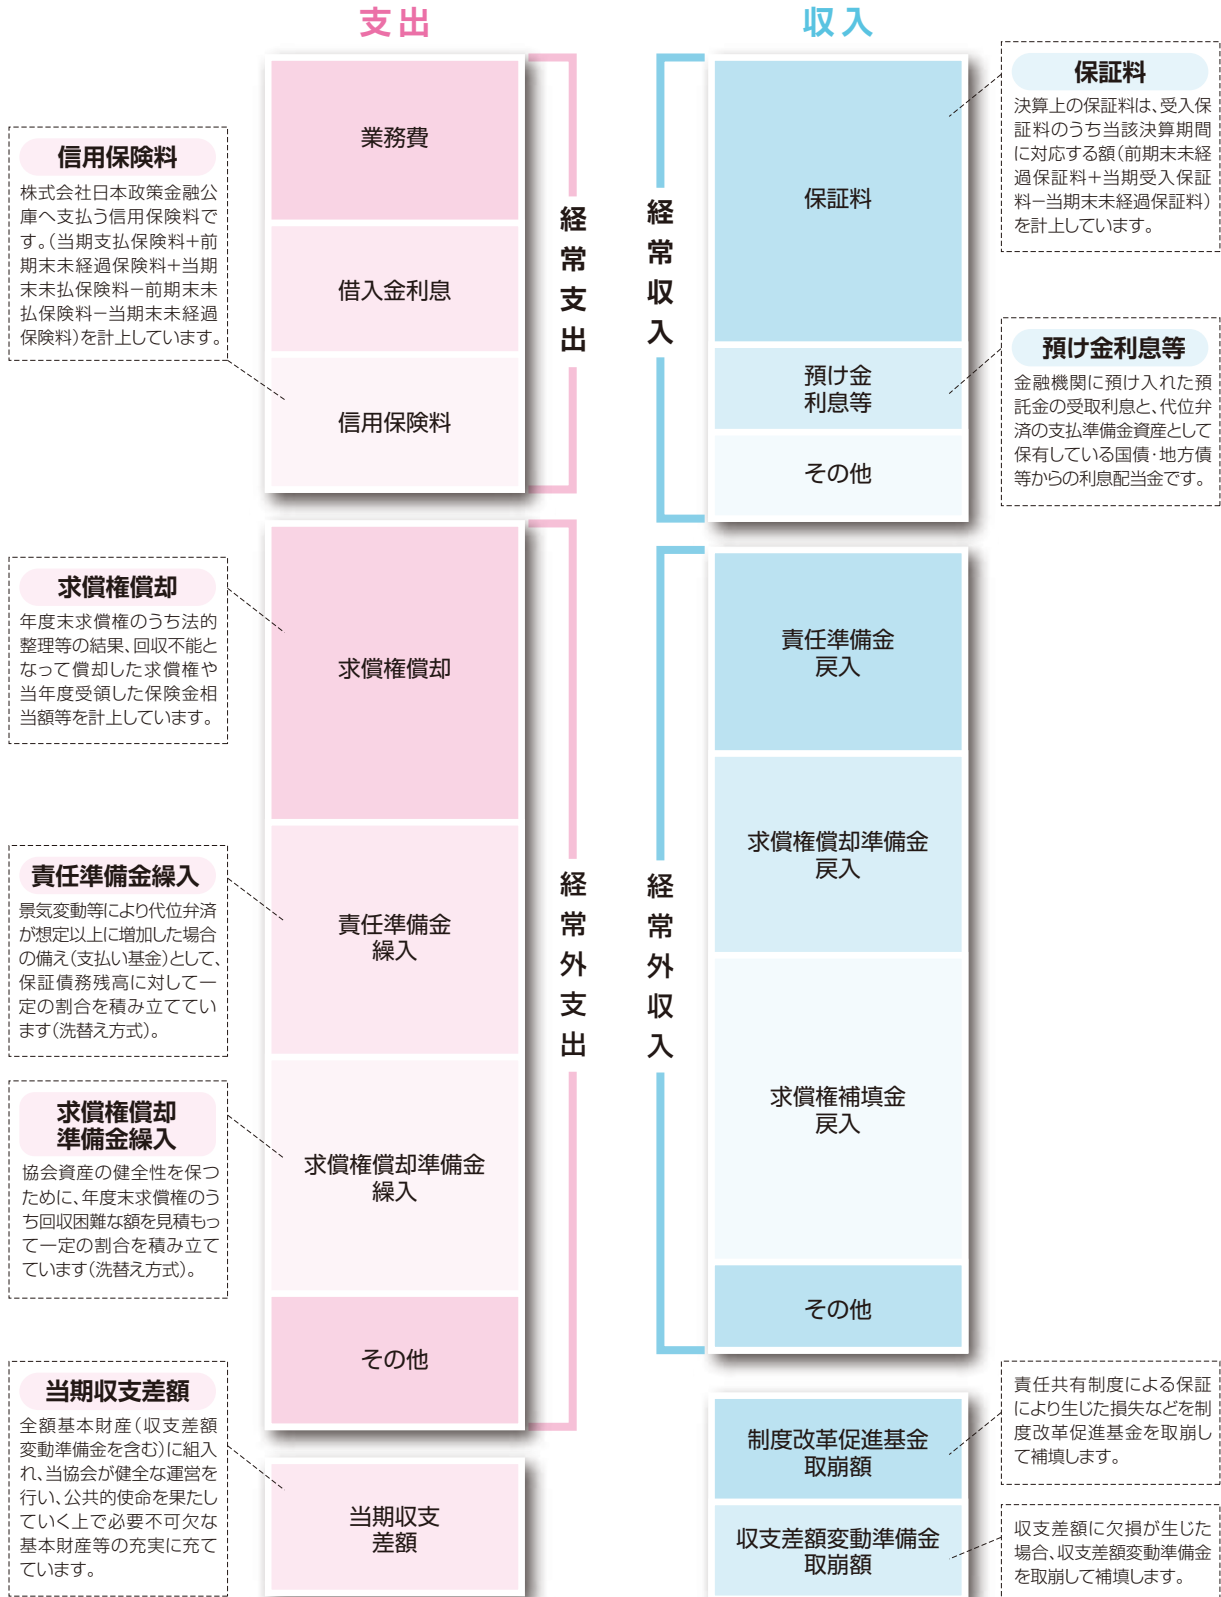 支出
信用保険料
株式会社日本政策金融公
庫へ支払う信用保険料で
す。(当期支払保険料+前
期末未経過保険料+当期
末未払保険料−前期末未
払保険料−当期末未経過
保険料)を計上しています。
業務費
借入金利息
信用保険料
経常支出
求償権償却
年度末求償権のうち法的
整理等の結果、回収不能と
なって償却した求償権や
当年度受領した保険金相
当額等を計上しています。
責任準備金繰入
景気変動等により代位弁済
が想定以上に増加した場合
の備え(支払い基金)として、
保証債務残高に対して一
定の割合を積み立ててい
ます(洗替え方式)。
求償権償却
準備金繰入
協会資産の健全性を保つ
ために、年度末求償権のう
ち回収困難な額を見積もっ
て一定の割合を積み立て
ています(洗替え方式)。
求償権償却
責任準備金
繰入
求償権償却準備金
繰入
その他
経常外支出
当期収支差額
全額基本財産(収支差額
変動準備金を含む)に組入
れ、当協会が健全な運営を
行い、公共的使命を果たし
ていく上で必要不可欠な
基本財産等の充実に充て
ています。
当期収支
差額
収入
経常収入
保証料
預け金
利息等
その他
保証料
決算上の保証料は、受入保
証料のうち当該決算期間
に対応する額(前期末未経
過保証料+当期受入保証
料−当期末未経過保証料)
を計上しています。
預け金利息等
金融機関に預け入れた預
託金の受取利息と、代位弁
済の支払準備金資産として
保有している国債・地方債
等からの利息配当金です。
経常外収入
責任準備金
戻入
求償権償却準備金
戻入
求償権補填金
戻入
その他
制度改革促進基金
取崩額
収支差額変動準備金
取崩額
責任共有制度による保証
により生じた損失などを制
度改革促進基金を取崩し
て補填します。
収支差額に欠損が生じた
場合、収支差額変動準備金
を取崩して補填します。